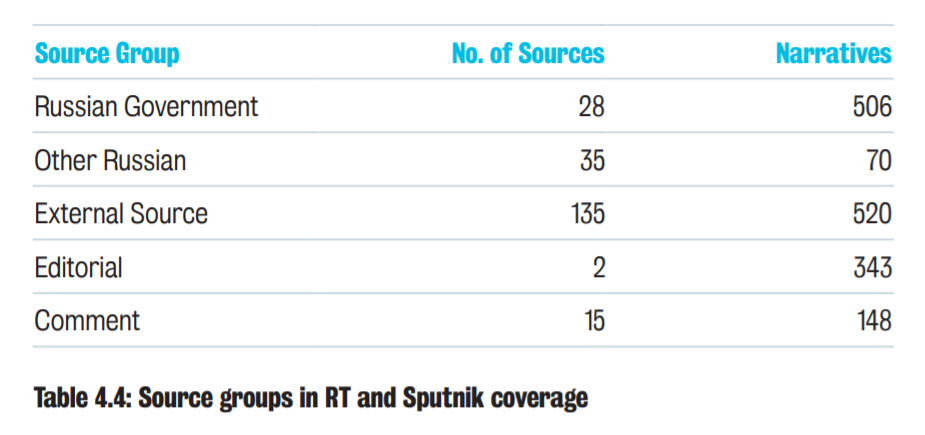 Source Group No. of Sources Narratives
Russian Government 28 506
Other Russian 35 70
External Source 135 520
Editorial 2 343
Comment 15 148
Table 4.4: Source groups in RT and Sputnik coverage